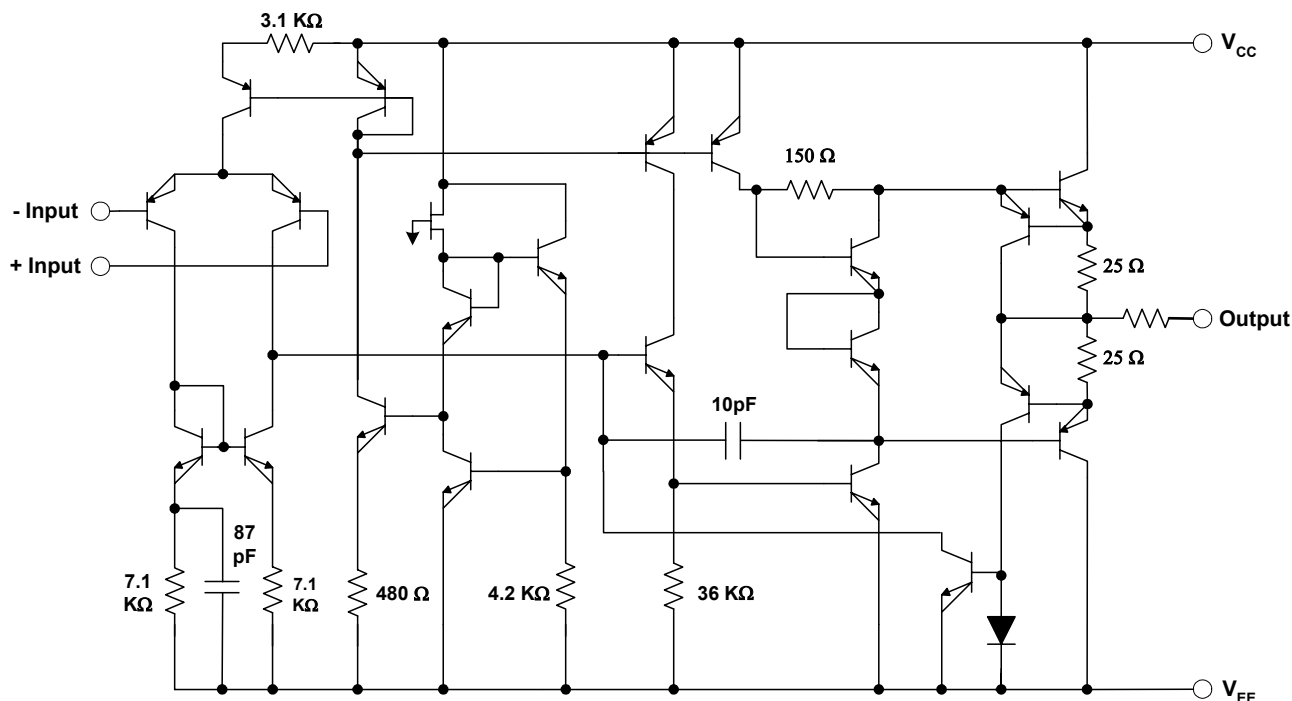 3.1 KΩ
V_CC
150 Ω
- Input
+ Input
25 Ω
Output
25 Ω
10pF
87
pF
7.1
KΩ
7.1
KΩ
480 Ω
4.2 KΩ
36 KΩ
V_EE